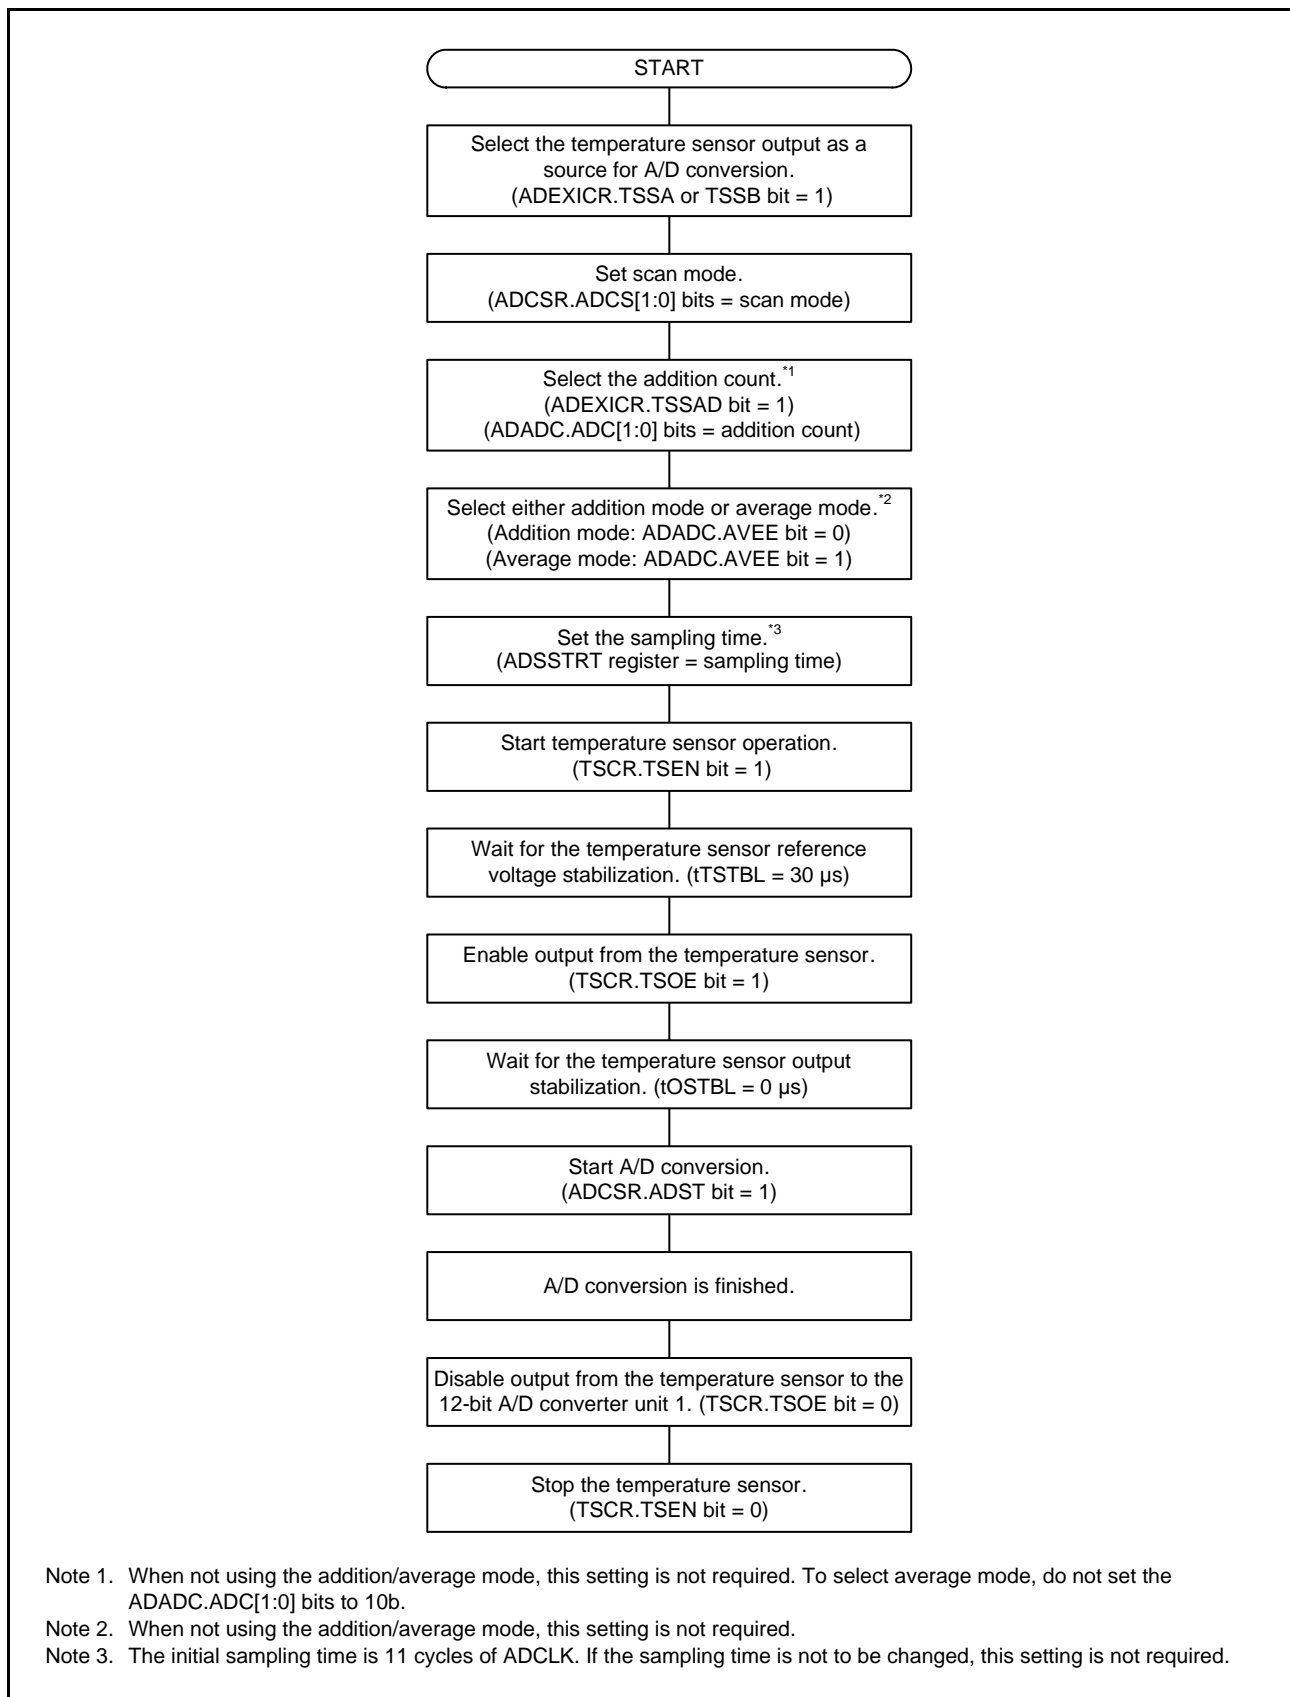 START
Select the temperature sensor output as a
source for A/D conversion.
(ADEXICR.TSSA or TSSB bit = 1)
Set scan mode.
(ADCSR.ADCS[1:0] bits = scan mode)
Select the addition count.*1
(ADEXICR.TSSAD bit = 1)
(ADADC.ADC[1:0] bits = addition count)
Select either addition mode or average mode.*2
(Addition mode: ADADC.AVEE bit = 0)
(Average mode: ADADC.AVEE bit = 1)
Set the sampling time.*3
(ADSSTRT register = sampling time)
Start temperature sensor operation.
(TSCR.TSEN bit = 1)
Wait for the temperature sensor reference
voltage stabilization. (tTSTBL = 30 µs)
Enable output from the temperature sensor.
(TSCR.TSOE bit = 1)
Wait for the temperature sensor output
stabilization. (tOSTBL = 0 µs)
Start A/D conversion.
(ADCSR.ADST bit = 1)
A/D conversion is finished.
Disable output from the temperature sensor to the
12-bit A/D converter unit 1. (TSCR.TSOE bit = 0)
Stop the temperature sensor.
(TSCR.TSEN bit = 0)
Note 1. When not using the addition/average mode, this setting is not required. To select average mode, do not set the
ADADC.ADC[1:0] bits to 10b.
Note 2. When not using the addition/average mode, this setting is not required.
Note 3. The initial sampling time is 11 cycles of ADCLK. If the sampling time is not to be changed, this setting is not required.